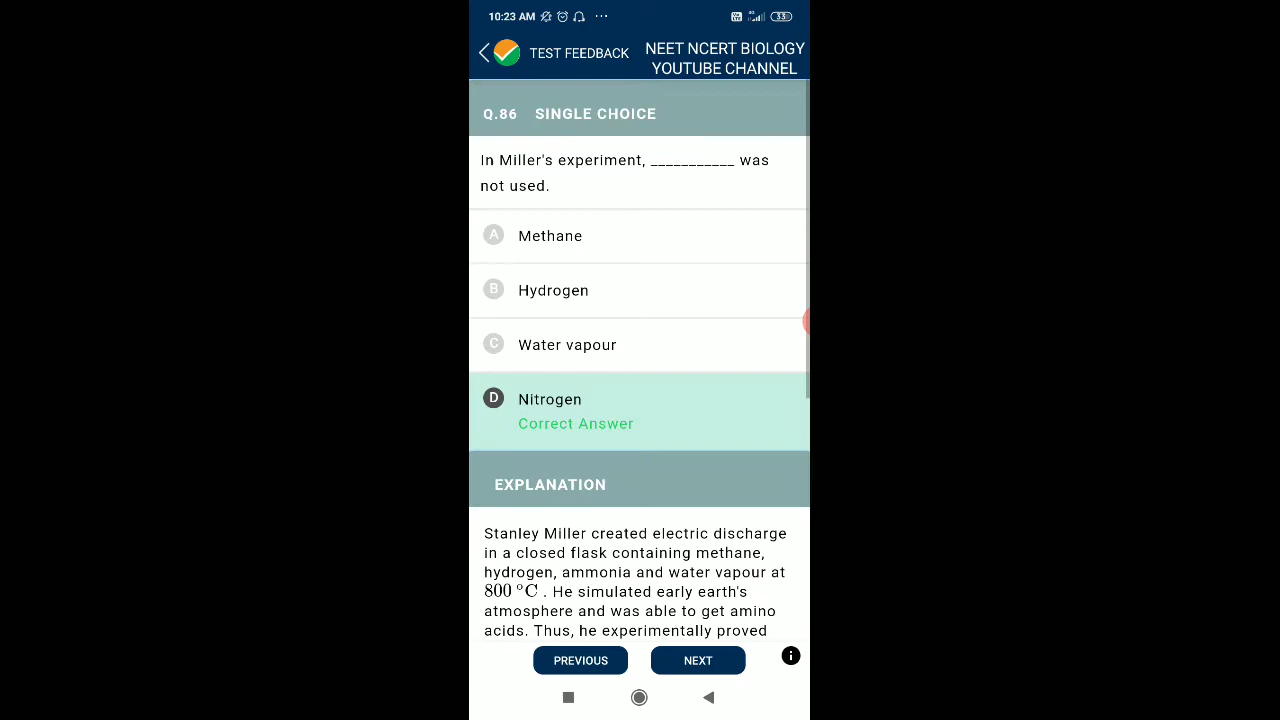 10:23 AM ...
4G 33
TEST FEEDBACK
NEET NCERT BIOLOGY
YOUTUBE CHANNEL
Q.86 SINGLE CHOICE
In Miller's experiment, ___________ was
not used.
A Methane
B Hydrogen
C Water vapour
D Nitrogen
Correct Answer
EXPLANATION
Stanley Miller created electric discharge
in a closed flask containing methane,
hydrogen, ammonia and water vapour at
800 °C . He simulated early earth's
atmosphere and was able to get amino
acids. Thus, he experimentally proved
PREVIOUS NEXT i